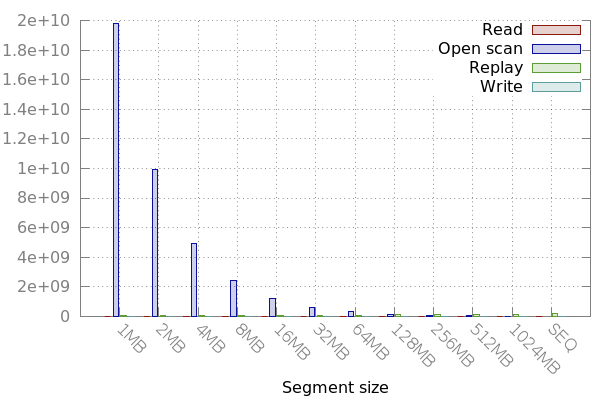 2e+10
1.8e+10
1.6e+10
1.4e+10
1.2e+10
1e+10
8e+09
6e+09
4e+09
2e+09
0
Read
Open scan
Replay
Write
1MB
2MB
4MB
8MB
16MB
32MB
64MB
128MB
256MB
512MB
1024MB
SEQ
Segment size